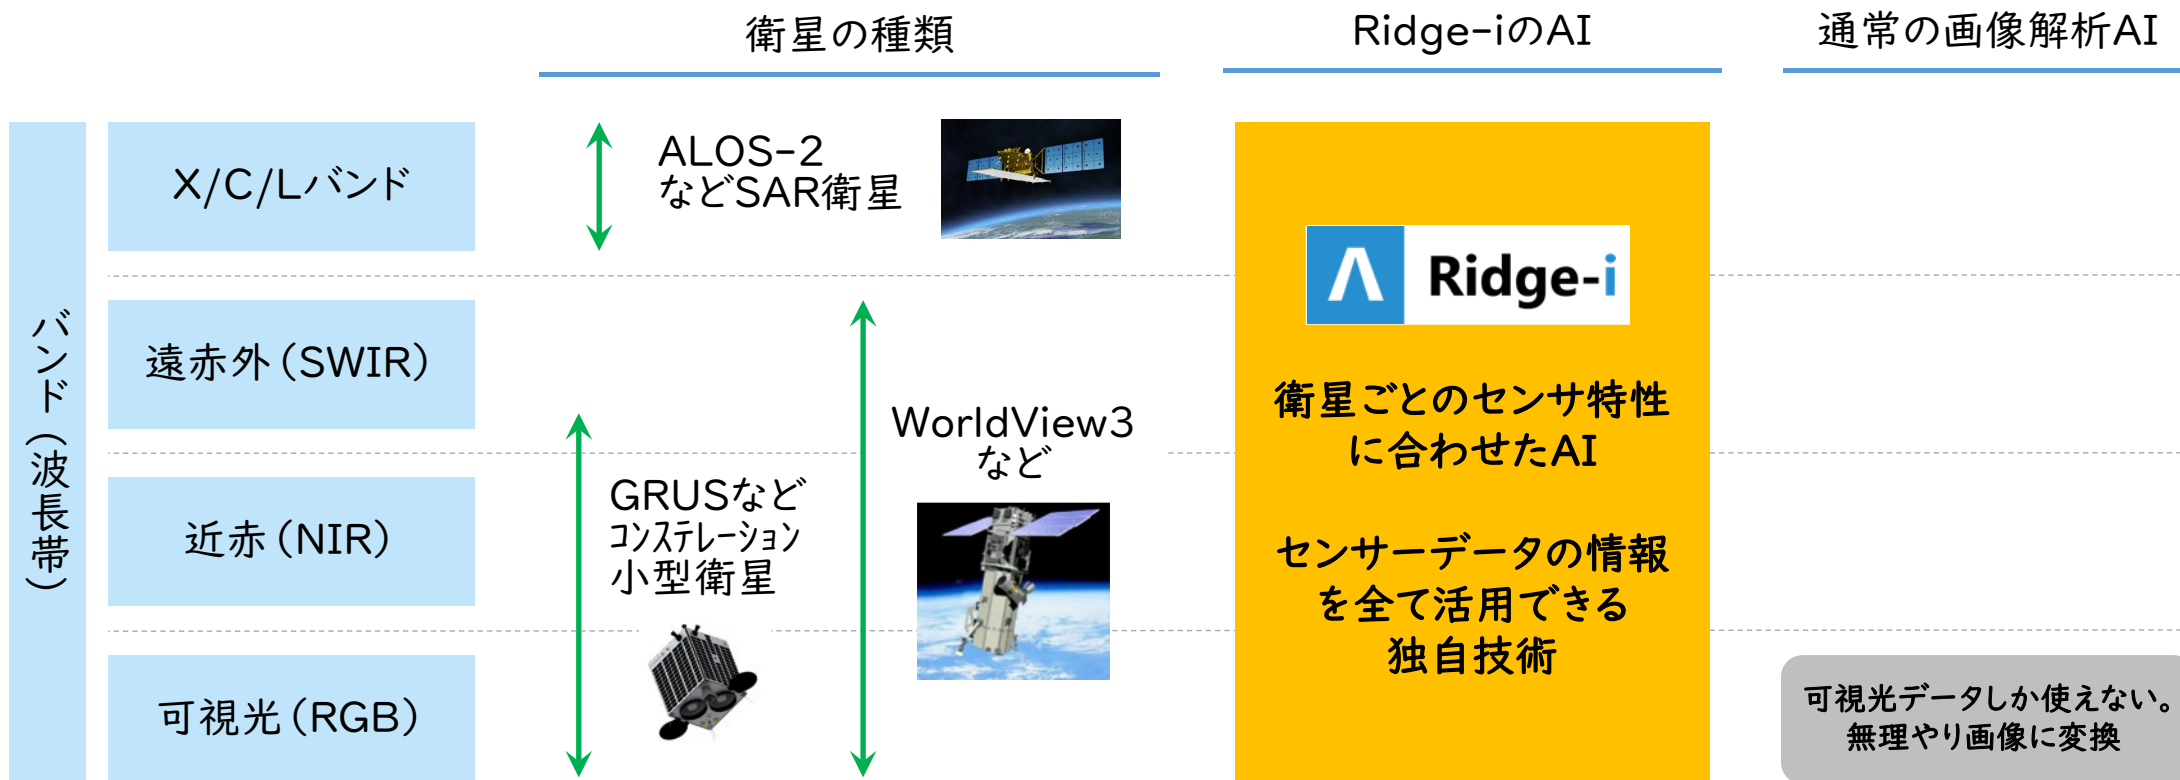 衛星の種類
Ridge-iのAI
通常の画像解析AI
バンド（波長帯）
X/C/Lバンド
ALOS-2
などSAR衛星
遠赤外（SWIR）
近赤（NIR）
可視光（RGB）
GRUSなど
コンステレーション
小型衛星
WorldView3
など
Ridge-i
衛星ごとのセンサ特性
に合わせたAI
センサーデータの情報
を全て活用できる
独自技術
可視光データしか使えない。
無理やり画像に変換